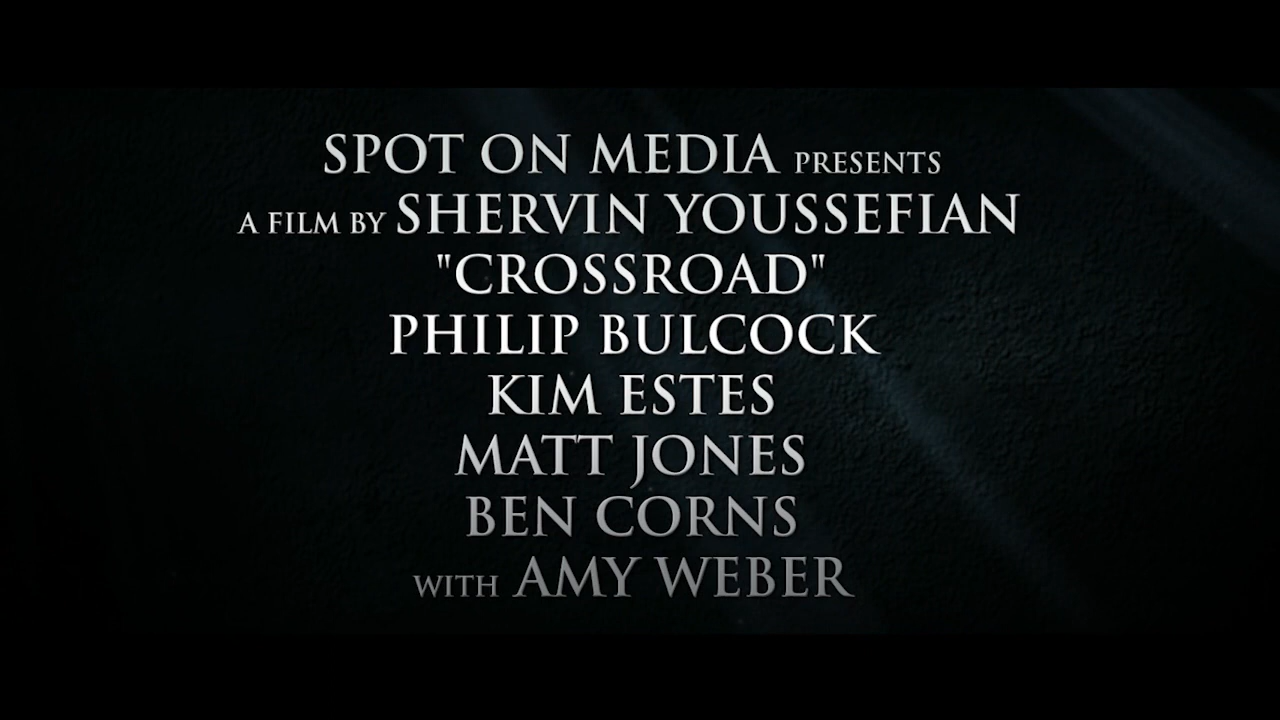 SPOT ON MEDIA PRESENTS
A FILM BY SHERVIN YOUSSEFIAN
"CROSSROAD"
PHILIP BULCOCK
KIM ESTES
MATT JONES
BEN CORNS
WITH AMY WEBER